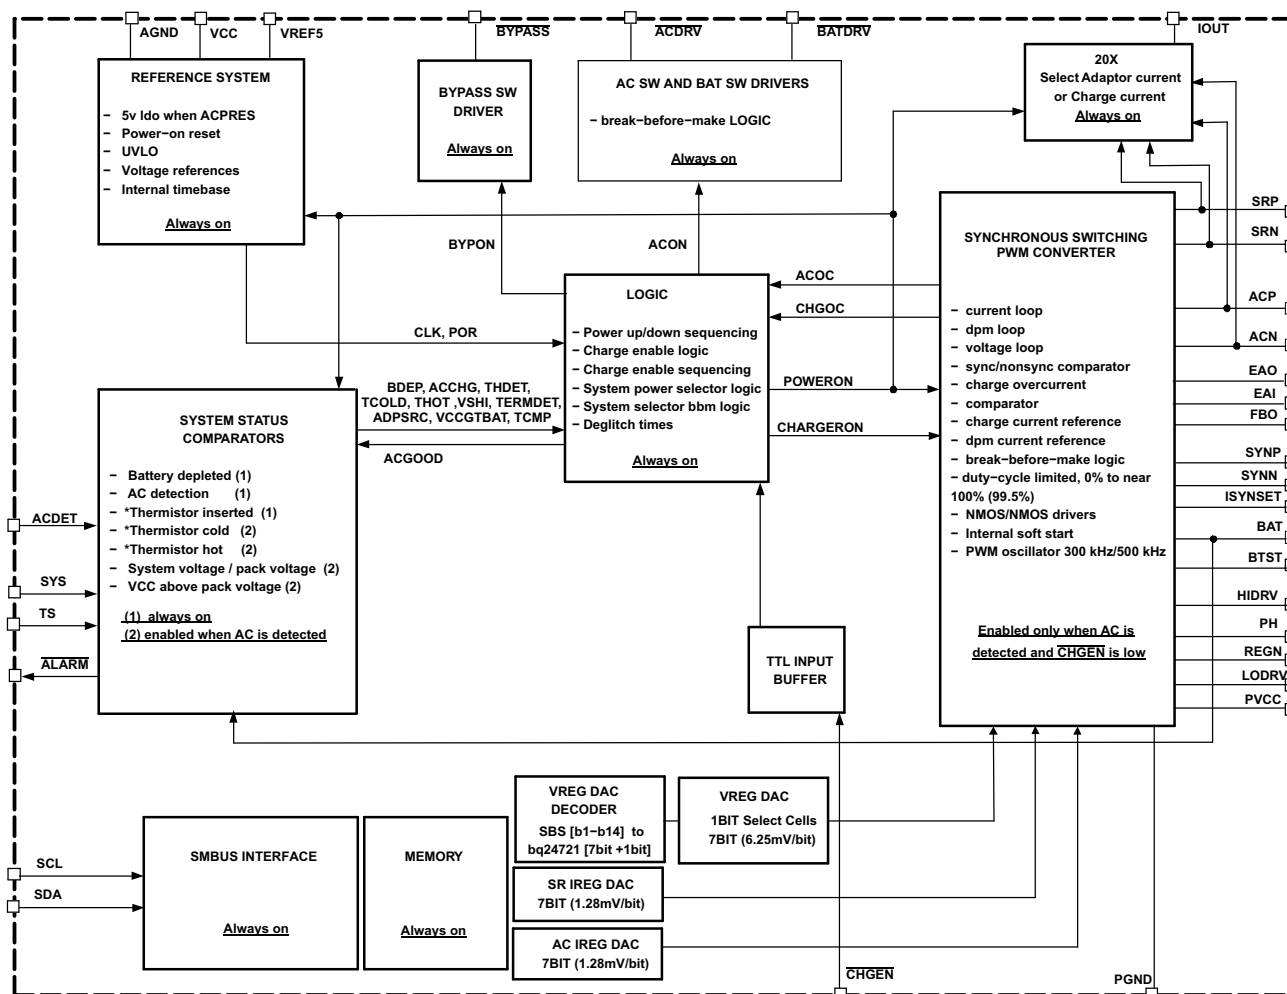 AGND
VCC
VREF5
BYPASS
ACDRV
BATDRV
IOUT
REFERENCE SYSTEM
– 5v ldo when ACPRES
– Power–on reset
– UVLO
– Voltage references
– Internal timebase
Always on
BYPASS SW
DRIVER
Always on
AC SW AND BAT SW DRIVERS
– break–before–make LOGIC
Always on
20X
Select Adaptor current
or Charge current
Always on
BYPON
ACON
CLK, POR
LOGIC
– Power up/down sequencing
– Charge enable logic
– Charge enable sequencing
– System power selector logic
– System selector bbm logic
– Deglitch times
Always on
ACOC
CHGOC
POWERON
CHARGERON
SYNCHRONOUS SWITCHING
PWM CONVERTER
– current loop
– dpm loop
– voltage loop
– sync/nonsync comparator
– charge overcurrent
– comparator
– charge current reference
– dpm current reference
– break–before–make logic
– duty–cycle limited, 0% to near
100% (99.5%)
– NMOS/NMOS drivers
– Internal soft start
– PWM oscillator 300 kHz/500 kHz
Enabled only when AC is
detected and CHGEN is low
SRP
SRN
ACP
ACN
EAO
EAI
FBO
SYNP
SYNN
ISYNSET
BAT
BTST
HIDRV
PH
REGN
LODRV
PVCC
BDEP, ACCHG, THDET,
TCOLD, THOT ,VSHI, TERMDET,
ADPSRC, VCCGTBAT, TCMP
ACGOOD
SYSTEM STATUS
COMPARATORS
– Battery depleted (1)
– AC detection (1)
– *Thermistor inserted (1)
– *Thermistor cold (2)
– *Thermistor hot (2)
– System voltage / pack voltage (2)
– VCC above pack voltage (2)
(1) always on
(2) enabled when AC is detected
ACDET
SYS
TS
ALARM
TTL INPUT
BUFFER
VREG DAC
DECODER
SBS [b1–b14] to
bq24721 [7bit +1bit]
VREG DAC
1BIT Select Cells
7BIT (6.25mV/bit)
SMBUS INTERFACE
Always on
MEMORY
Always on
SR IREG DAC
7BIT (1.28mV/bit)
AC IREG DAC
7BIT (1.28mV/bit)
SCL
SDA
CHGEN
PGND